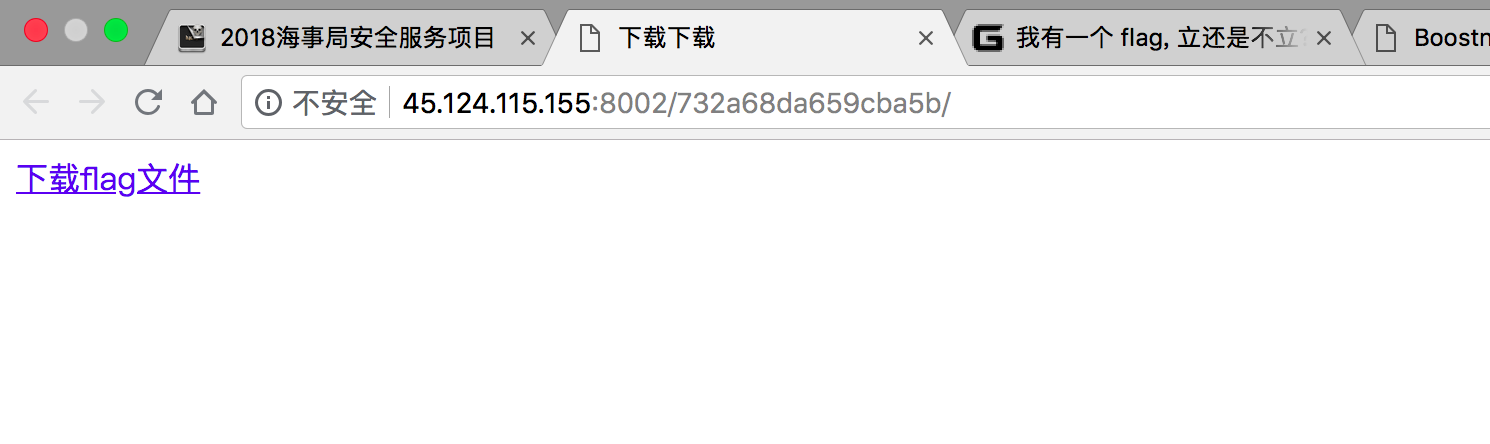 2018海事局安全服务项目
下载下载
我有一个 flag, 立还是不立
Boostn
不安全
45.124.115.155:8002/732a68da659cba5b/
下载flag文件